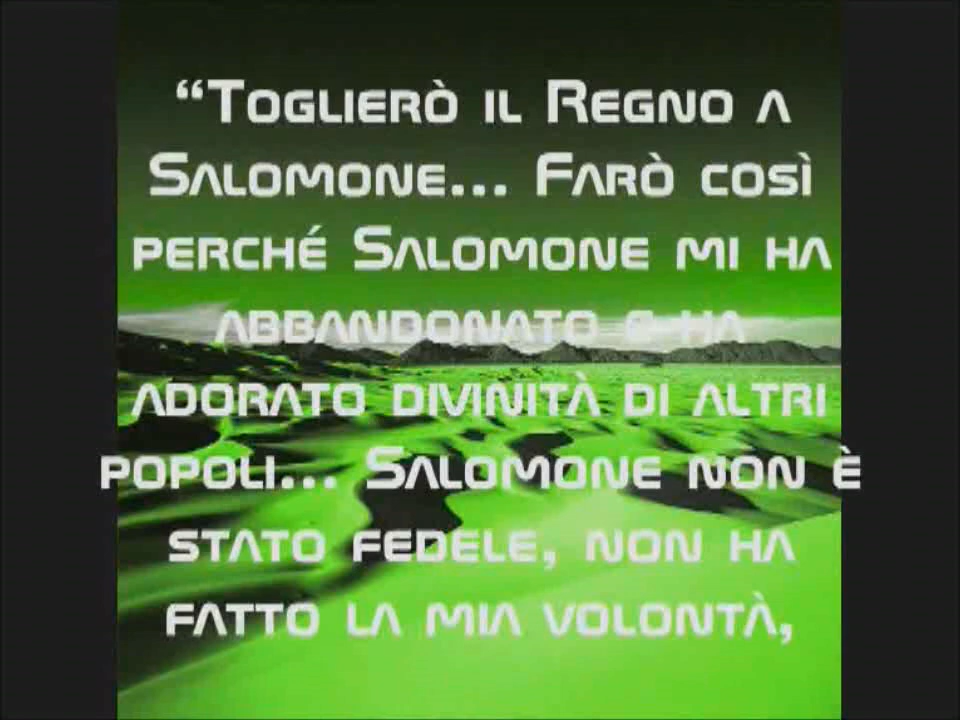 “Toglierò il Regno a
Salomone... Farò così
perché Salomone mi ha
abbandonato e ha
adorato divinità di altri
popoli... Salomone non è
stato fedele, non ha
fatto la mia volontà,